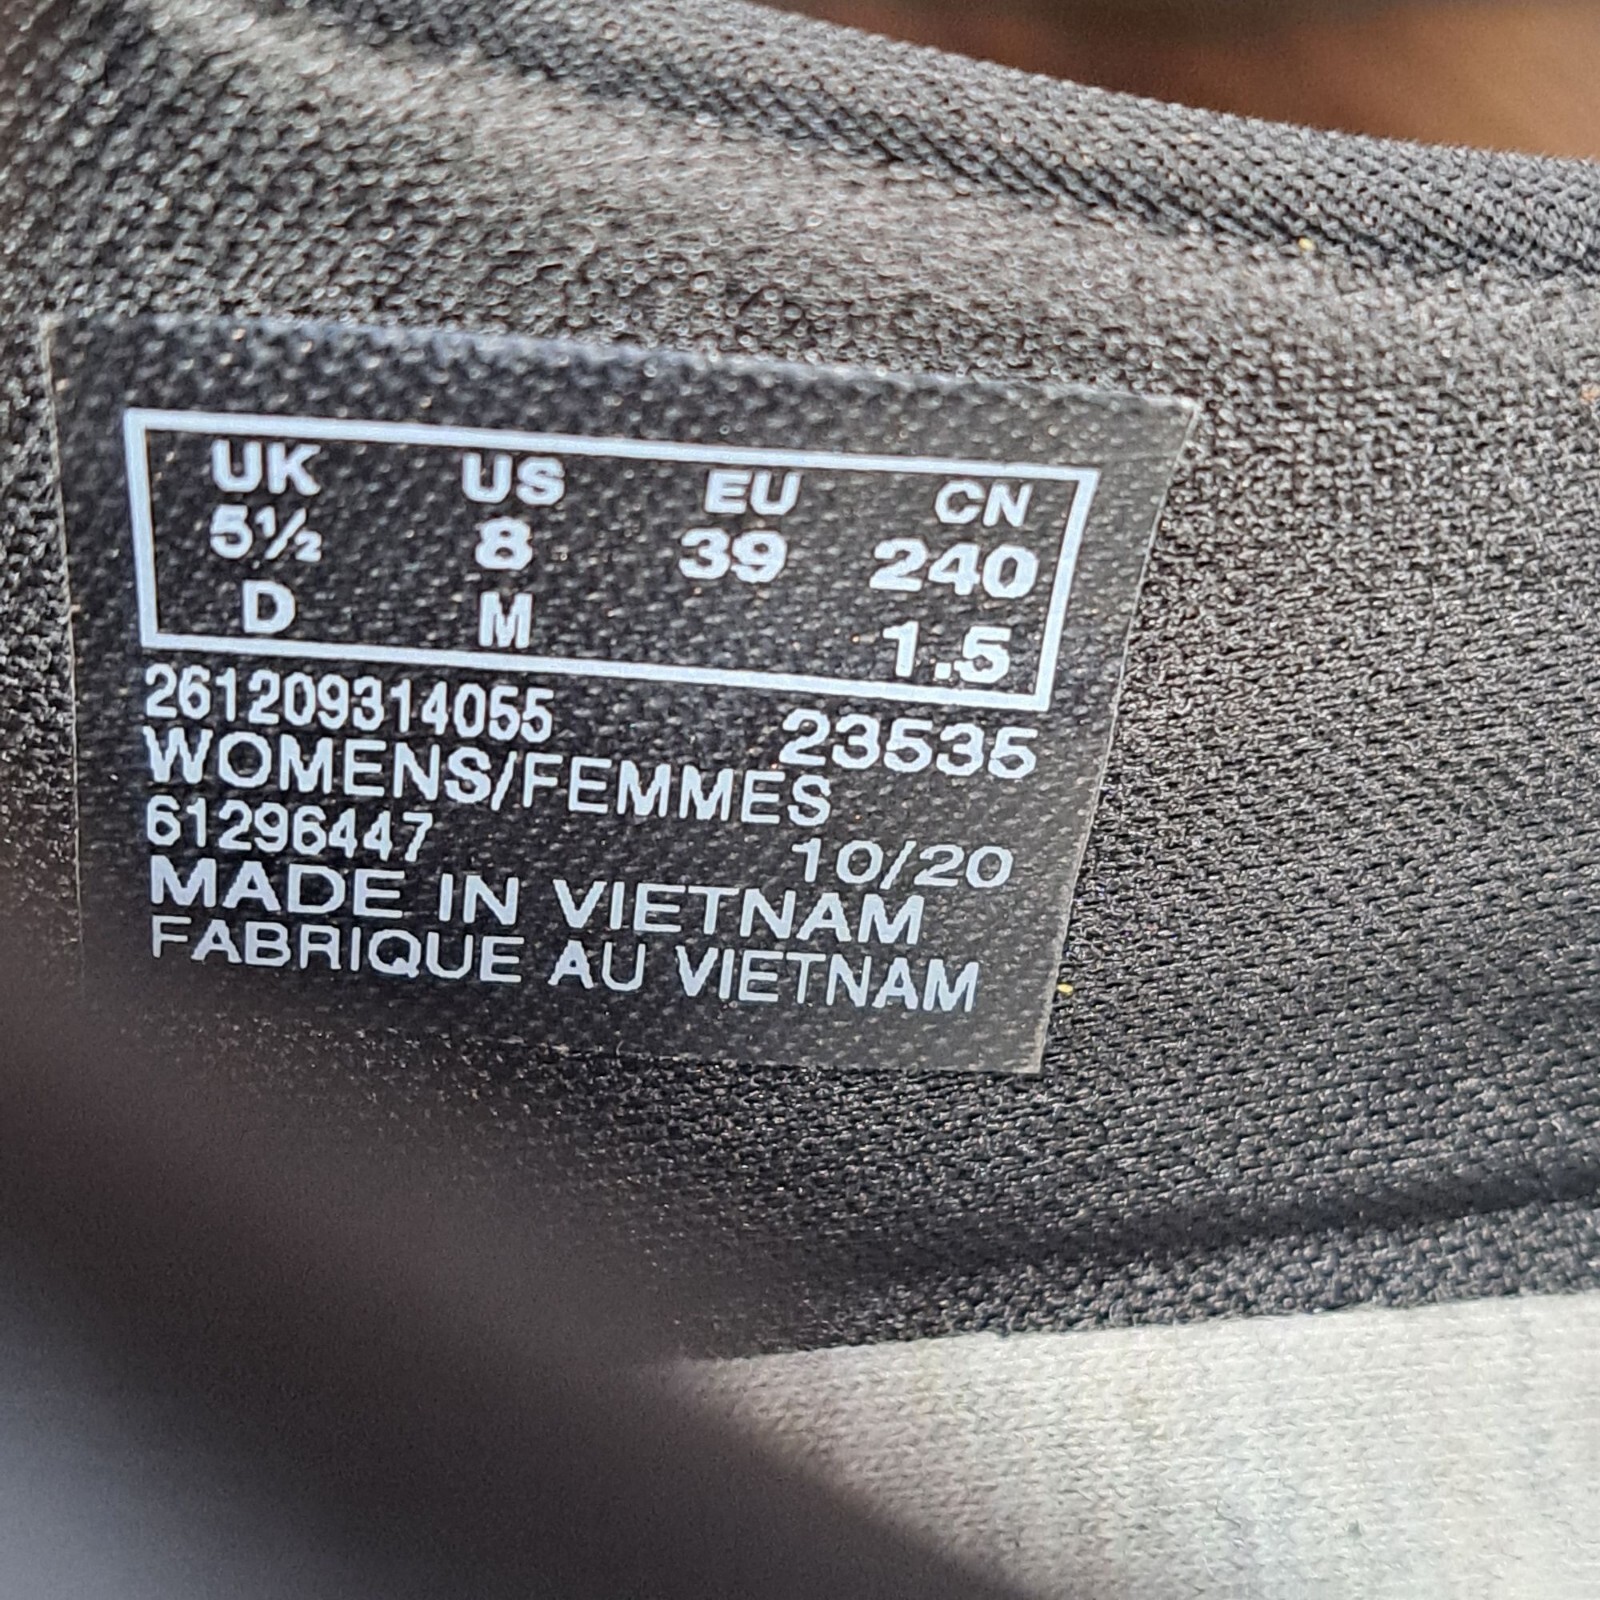 UK US EU CN
5½ 8 39 240
D M 1.5
261209314055 23535
WOMENS/FEMMES
61296447 10/20
MADE IN VIETNAM
FABRIQUE AU VIETNAM